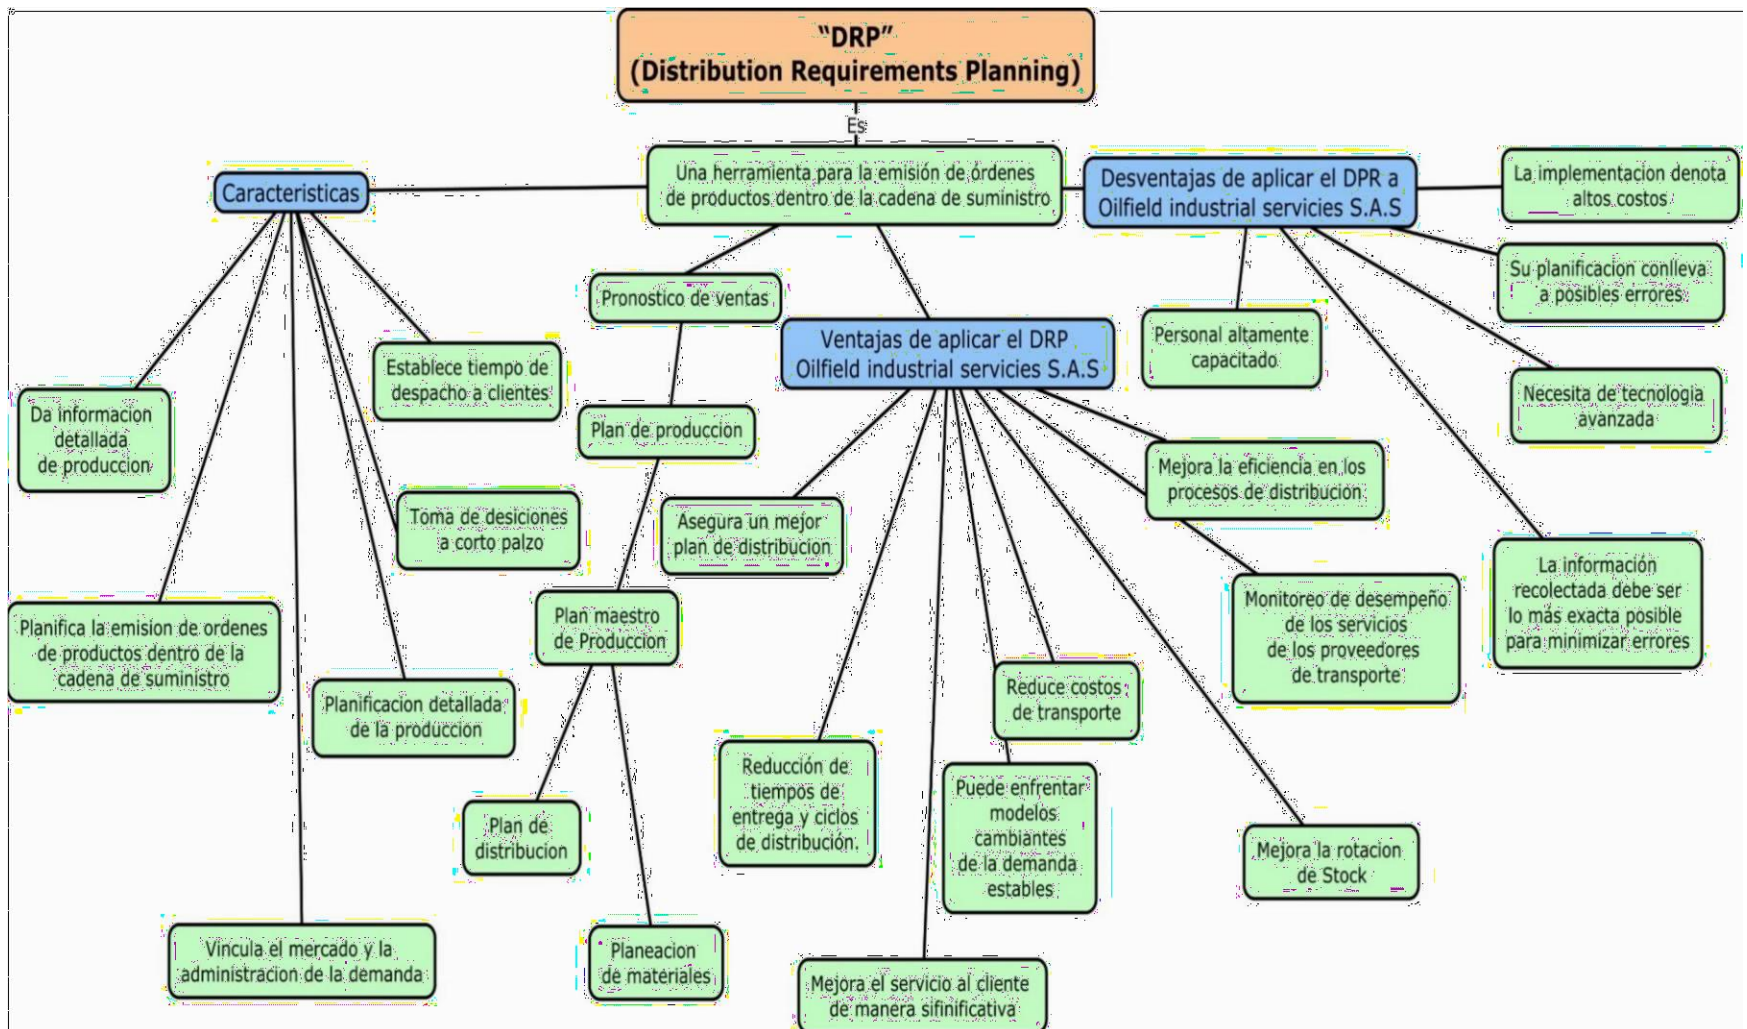 “DRP”
(Distribution Requirements Planning)
Es
Una herramienta para la emisión de órdenes
de productos dentro de la cadena de suministro
Caracteristicas
Da informacion
detallada
de produccion
Planifica la emision de ordenes
de productos dentro de la
cadena de suministro
Vincula el mercado y la
administracion de la demanda
Planificacion detallada
de la produccion
Toma de desiciones
a corto palzo
Establece tiempo de
despacho a clientes
Pronostico de ventas
Plan de producción
Plan maestro
de Produccion
Plan de
distribucion
Planeacion
de materiales
Ventajas de aplicar el DRP
Oilfield industrial servicies S.A.S
Asegura un mejor
plan de distribucion
Reducción de
tiempos de
entrega y ciclos
de distribución.
Mejora el servicio al cliente
de manera sifinificativa
Puede enfrentar
modelos
cambiantes
de la demanda
estables
Reduce costos
de transporte
Mejora la rotacion
de Stock
Monitoreo de desempeño
de los servicios
de los proveedores
de transporte
Mejora la eficiencia en los
procesos de distribución
Desventajas de aplicar el DPR a
Oilfield industrial servicies S.A.S
La implementacion denota
altos costos
Su planificacion conlleva
a posibles errores
Necesita de tecnologia
avanzada
La información
recolectada debe ser
lo más exacta posible
para minimizar errores
Personal altamente
capacitado